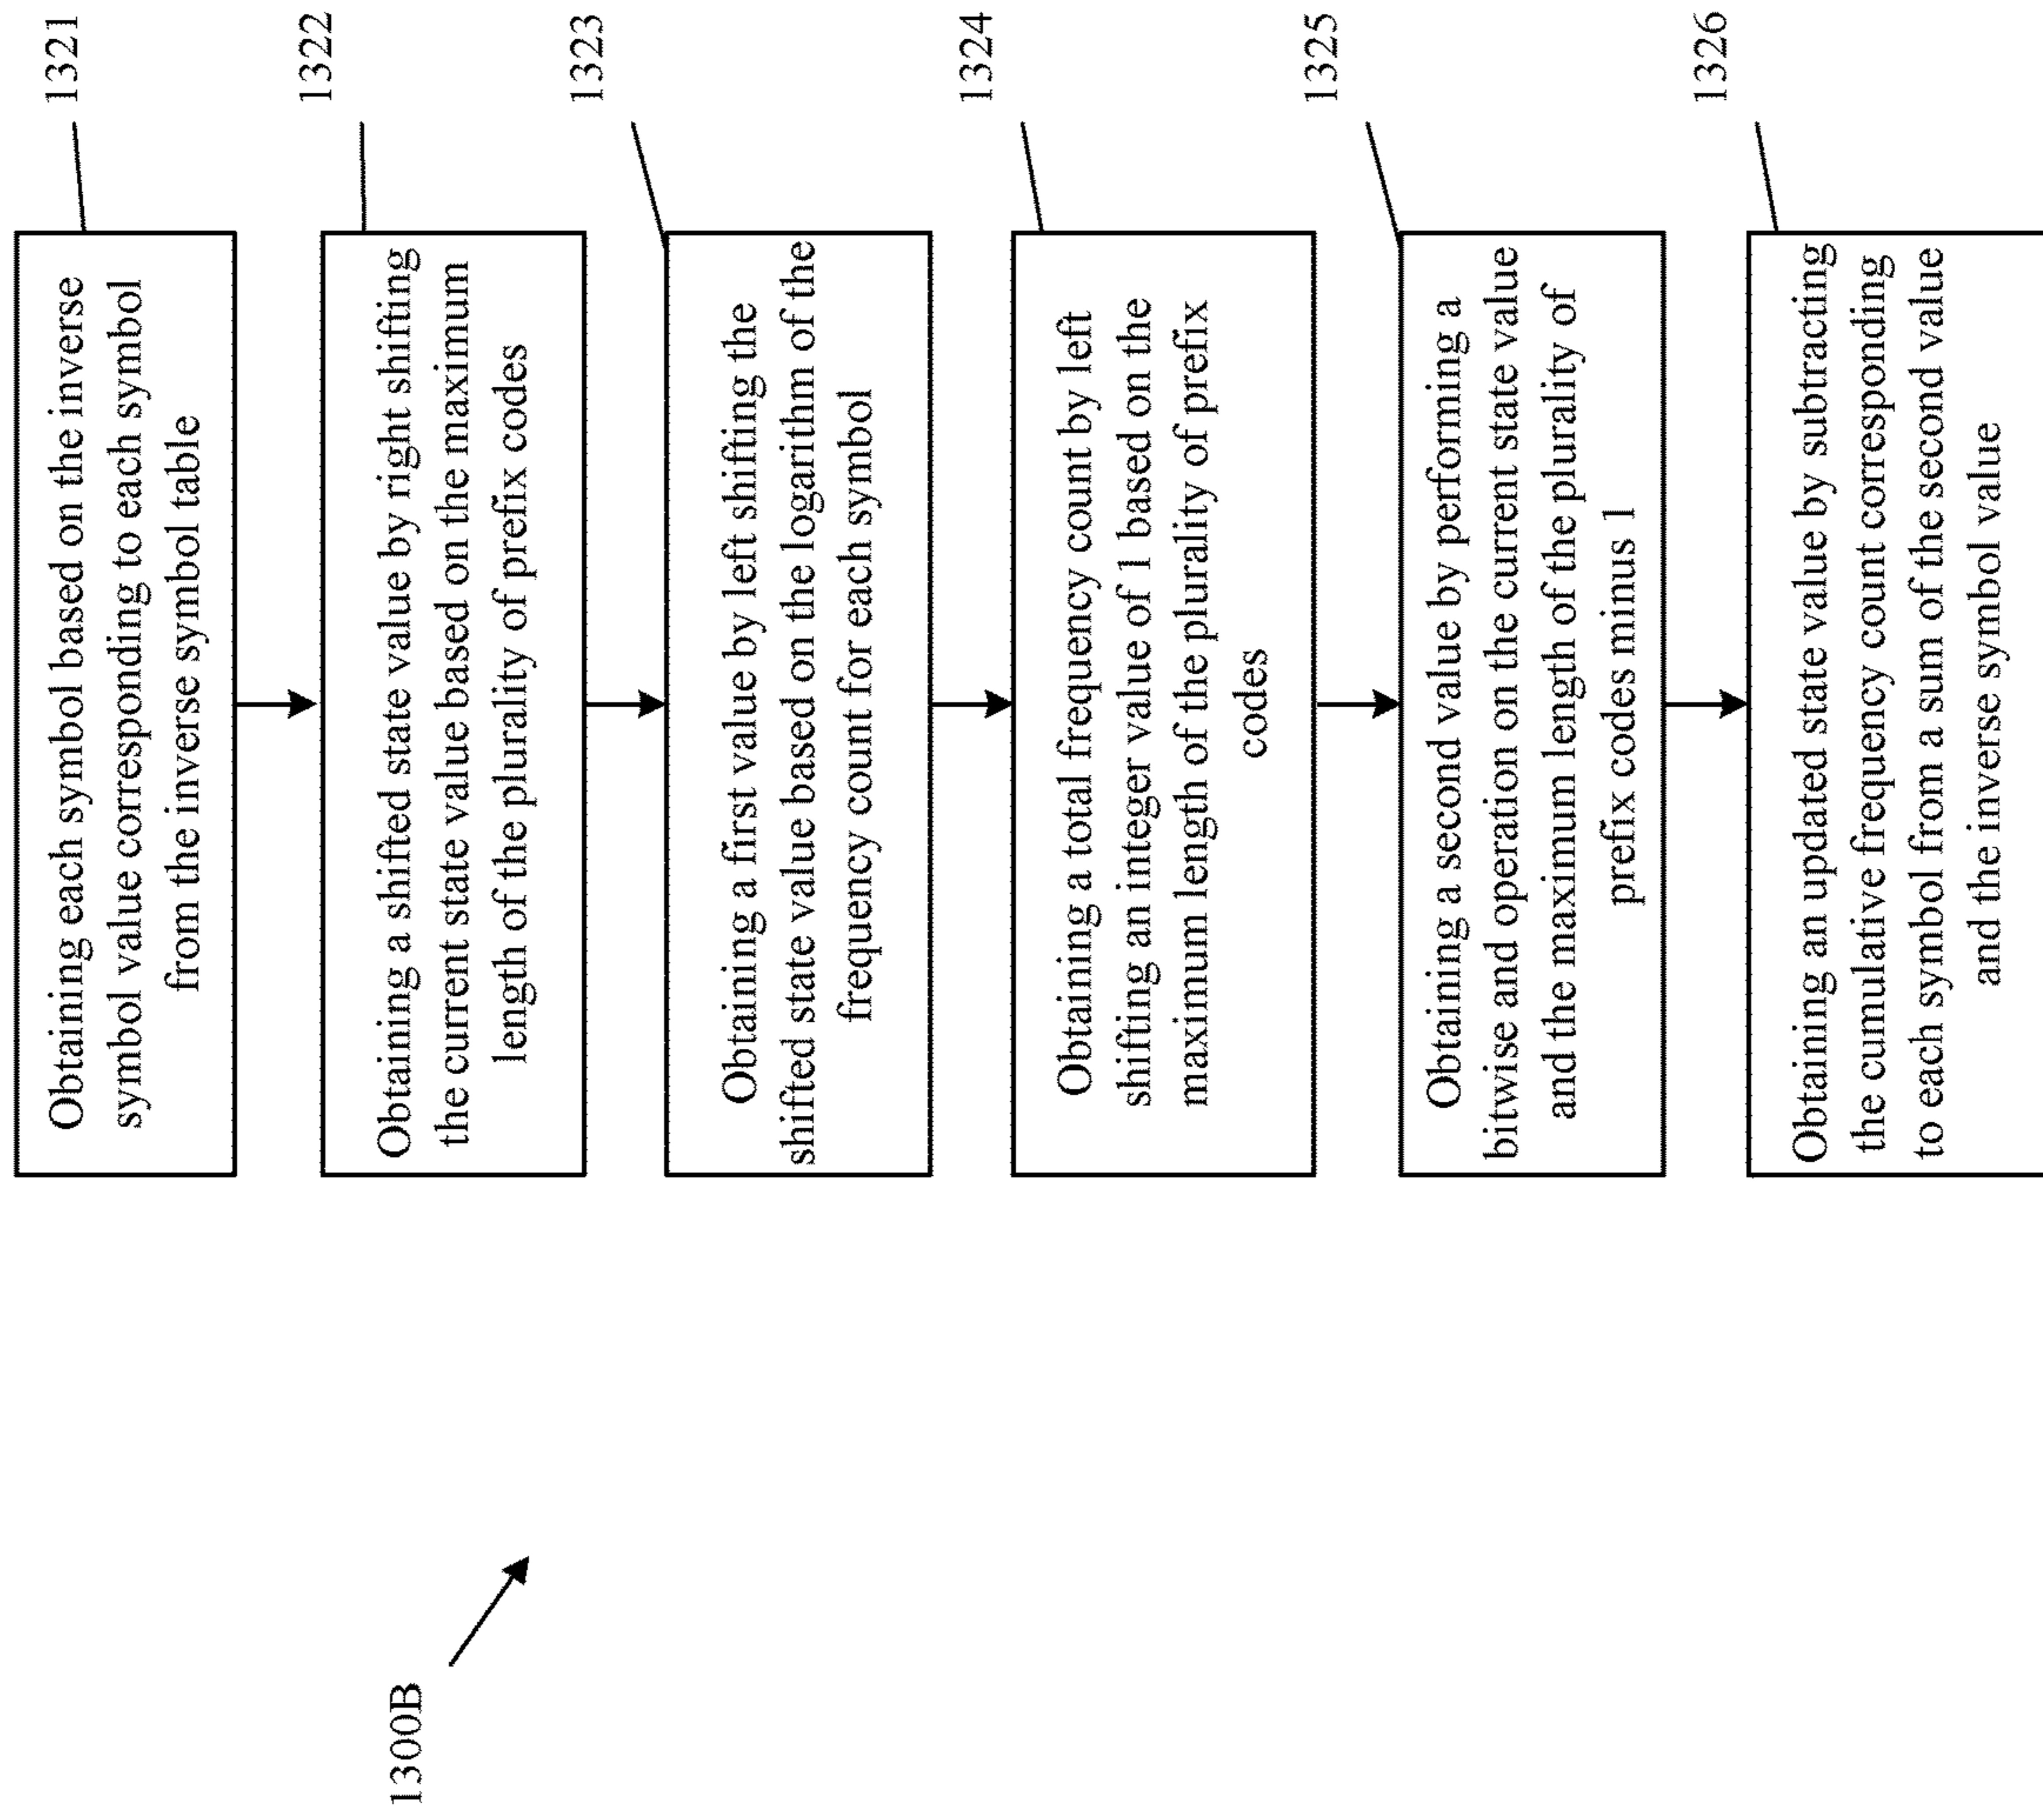 1300B
1321
Obtaining each symbol based on the inverse
symbol value corresponding to each symbol
from the inverse symbol table
1322
Obtaining a shifted state value by right shifting
the current state value based on the maximum
length of the plurality of prefix codes
1323
Obtaining a first value by left shifting the
shifted state value based on the logarithm of the
frequency count for each symbol
1324
Obtaining a total frequency count by left
shifting an integer value of 1 based on the
maximum length of the plurality of prefix
codes
1325
Obtaining a second value by performing a
bitwise and operation on the current state value
and the maximum length of the plurality of
prefix codes minus 1
1326
Obtaining an updated state value by subtracting
the cumulative frequency count corresponding
to each symbol from a sum of the second value
and the inverse symbol value